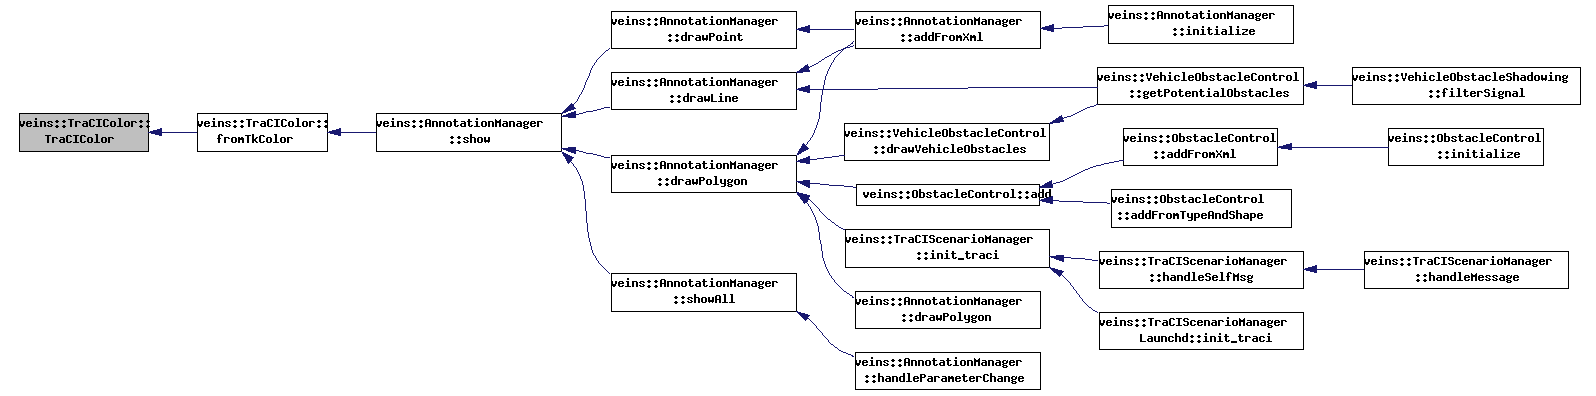 veins::TraCIColor::
TraCIColor
veins::TraCIColor::
fromTkColor
veins::AnnotationManager
::show
veins::AnnotationManager
::drawPoint
veins::AnnotationManager
::drawLine
veins::AnnotationManager
::drawPolygon
veins::AnnotationManager
::showAll
veins::AnnotationManager
::addFromXml
veins::VehicleObstacleControl
::drawVehicleObstacles
veins::ObstacleControl::add
veins::TraCIScenarioManager
::init_traci
veins::AnnotationManager
::drawPolygon
veins::AnnotationManager
::handleParameterChange
veins::AnnotationManager
::initialize
veins::VehicleObstacleControl
::getPotentialObstacles
veins::ObstacleControl
::addFromXml
veins::ObstacleControl
::addFromTypeAndShape
veins::TraCIScenarioManager
::handleSelfMsg
veins::TraCIScenarioManager
Launchd::init_traci
veins::VehicleObstacleShadowing
::filterSignal
veins::ObstacleControl
::initialize
veins::TraCIScenarioManager
::handleMessage